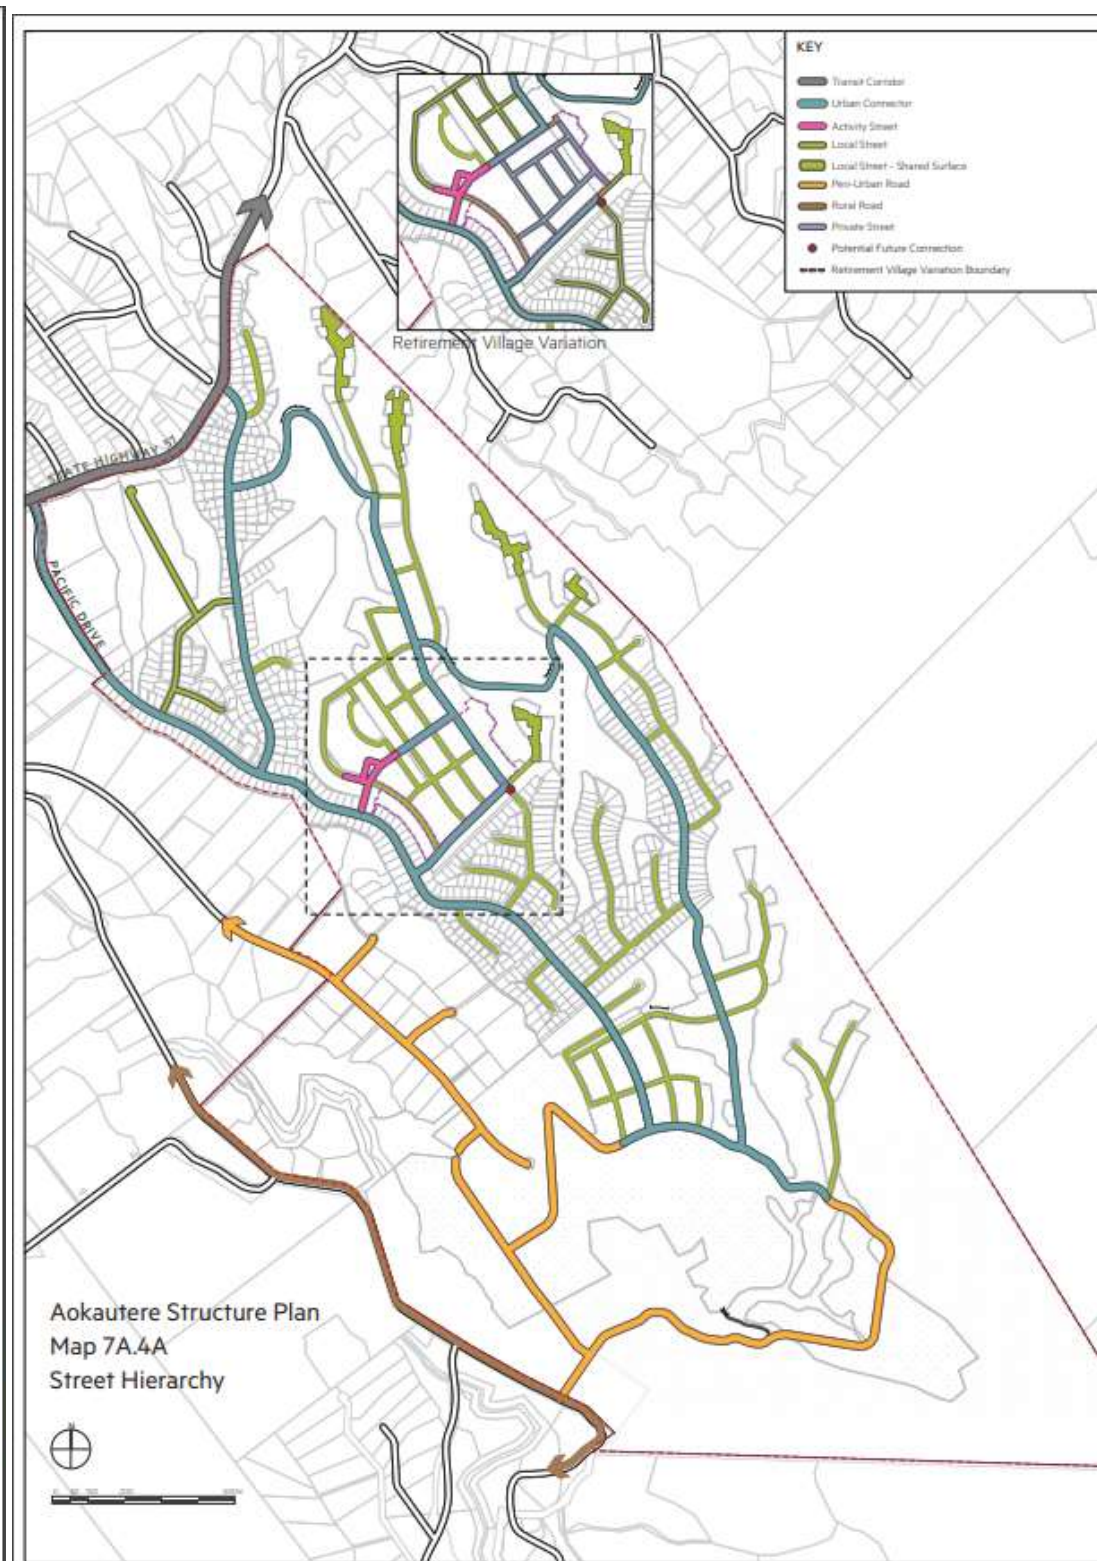 KEY
Transit Corridor
Urban Connector
Activity Street
Local Street
Local Street - Shared Surface
Peri-Urban Road
Rural Road
Private Street
Potential Future Connection
Retirement Village Variation Boundary
Retirement Village Variation
STATE HIGHWAY 57
PACIFIC DRIVE
Aokautere Structure Plan
Map 7A.4A
Street Hierarchy
N